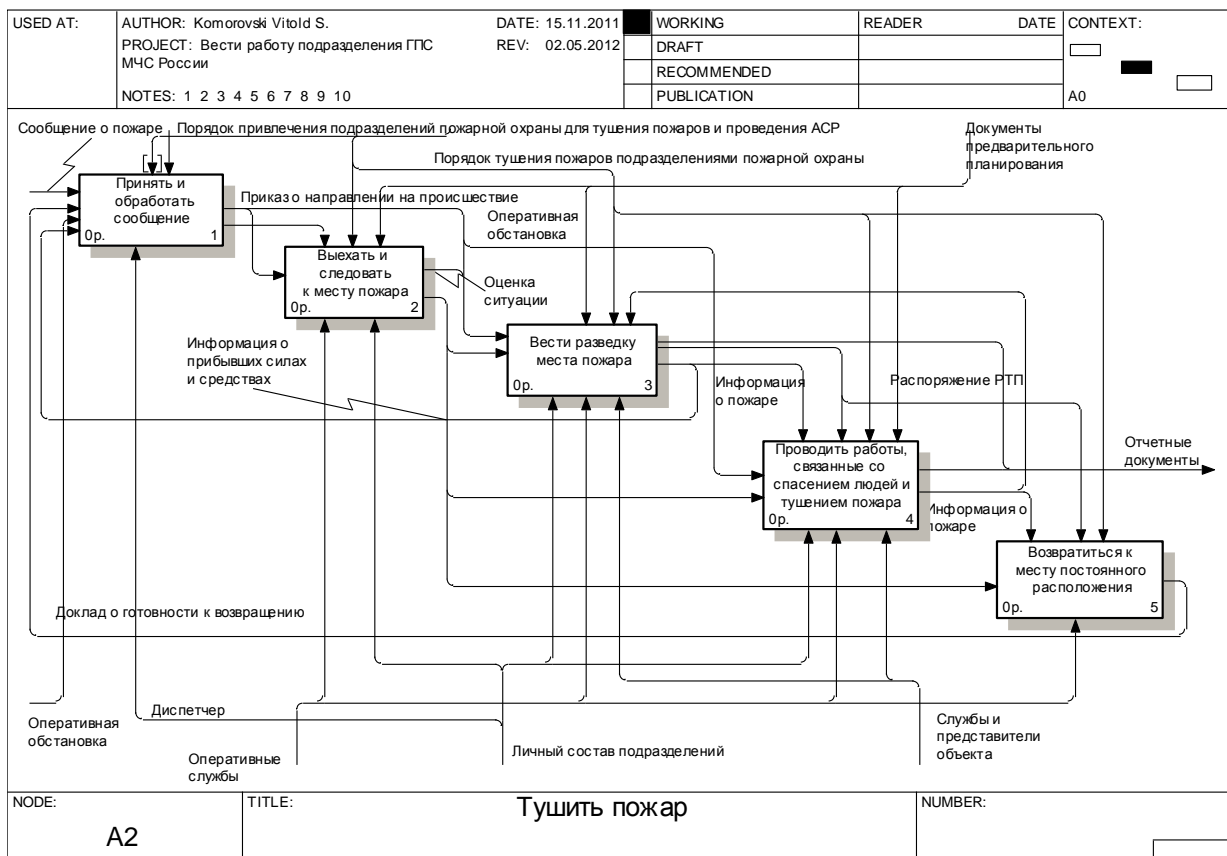 USED AT:
AUTHOR: Komorovski Vitold S.
DATE: 15.11.2011
PROJECT: Вести работу подразделения ГПС
МЧС России
REV: 02.05.2012
NOTES: 1 2 3 4 5 6 7 8 9 10
WORKING
DRAFT
RECOMMENDED
PUBLICATION
READER
DATE
CONTEXT:
A0
Сообщение о пожаре
Порядок привлечения подразделений пожарной охраны для тушения пожаров и проведения АСР
Документы
предварительного
планирования
Порядок тушения пожаров подразделениями пожарной охраны
Принять и
обработать
сообщение
0р.
1
Приказ о направлении на происшествие
Оперативная
обстановка
Выехать и
следовать
к месту пожара
0р.
2
Оценка
ситуации
Информация о
прибывших силах
и средствах
Вести разведку
места пожара
0р.
3
Информация
о пожаре
Распоряжение РТП
Проводить работы,
связанные со
спасением людей и
тушением пожара
0р.
4
Отчетные
документы
Информация о
пожаре
Возвратиться к
месту постоянного
расположения
0р.
5
Доклад о готовности к возвращению
Оперативная
обстановка
Диспетчер
Оперативные
службы
Личный состав подразделений
Службы и
представители
объекта
NODE:
A2
TITLE:
Тушить пожар
NUMBER: